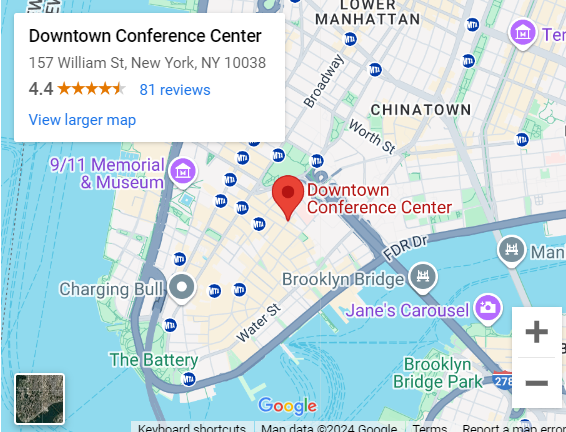 Downtown Conference Center
157 William St, New York, NY 10038
4.4
81 reviews
View larger map
LOWER
MANHATTAN
Broadway
CHINATOWN
Worth St
9/11 Memorial
& Museum
Downtown
Conference Center
FDR Dr
Brooklyn Bridge
Man
Charging Bull
Jane's Carousel
Water St
The Battery
Brooklyn
Bridge Park
278
+
−
Google
Keyboard shortcuts
Map data ©2024 Google
Terms
Report a map error